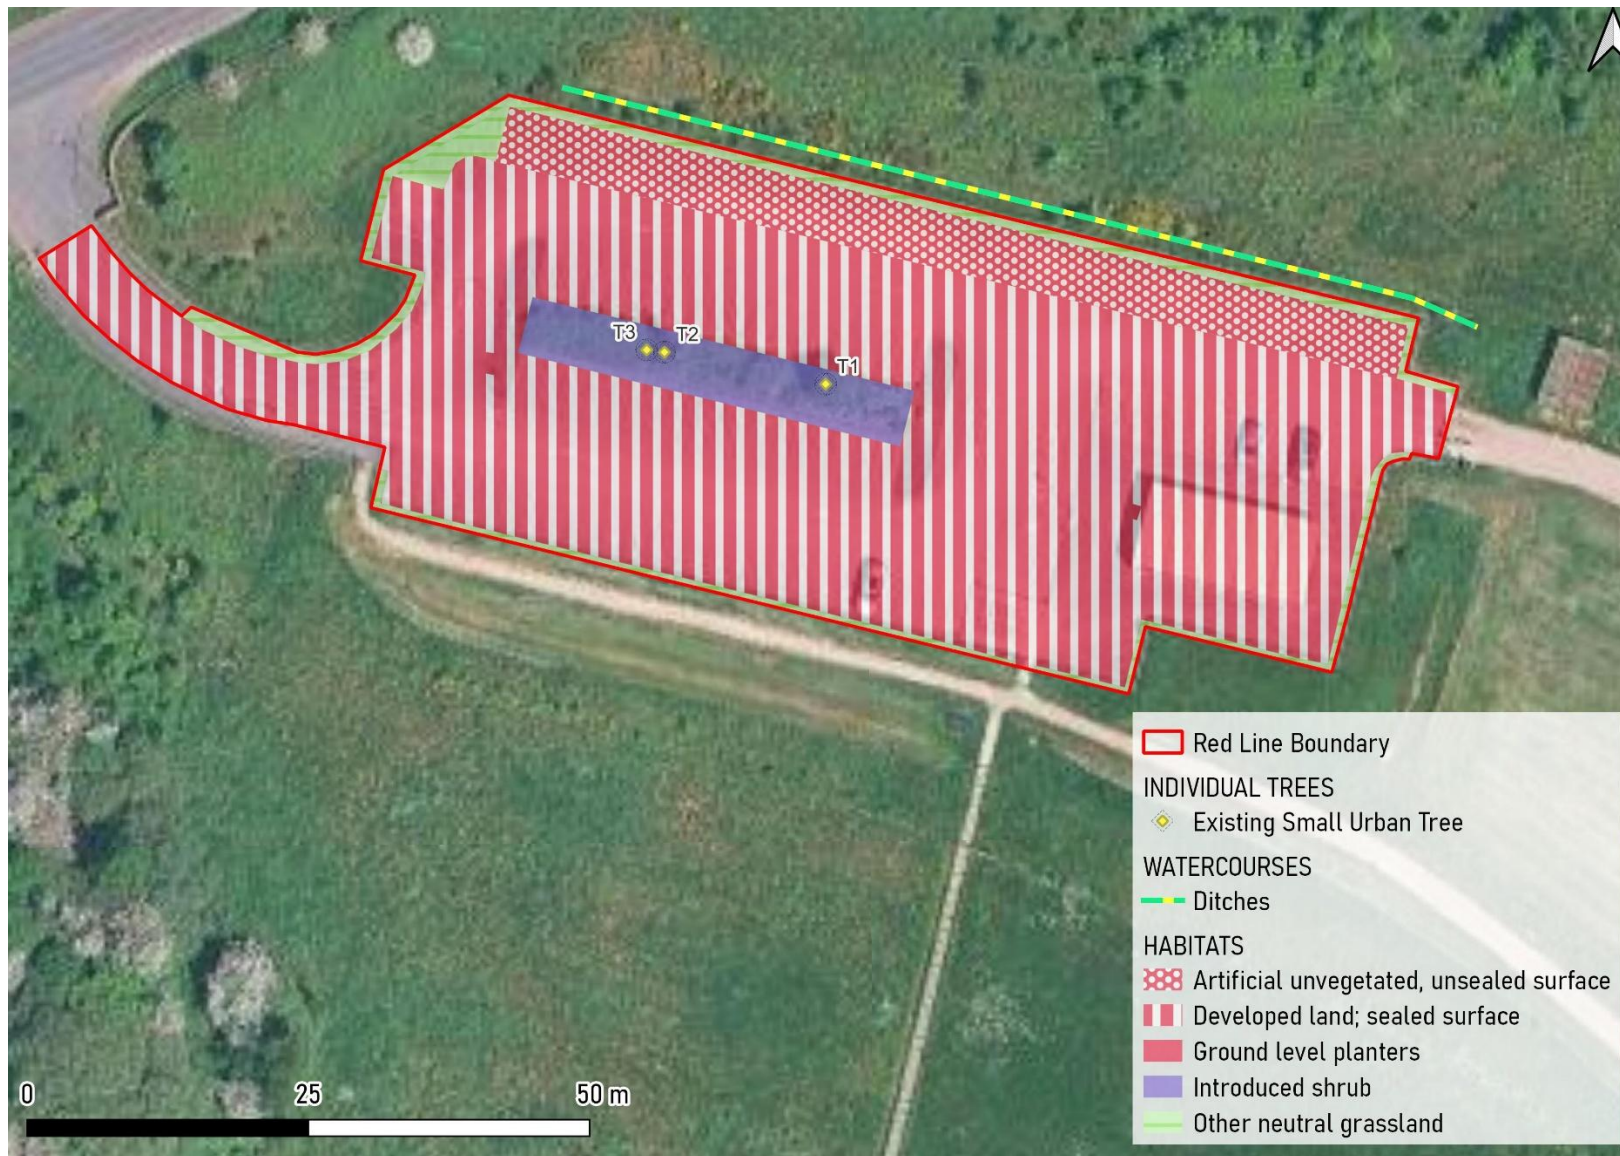 T3
T2
T1
Red Line Boundary
INDIVIDUAL TREES
Existing Small Urban Tree
WATERCOURSES
Ditches
HABITATS
Artificial unvegetated, unsealed surface
Developed land; sealed surface
Ground level planters
Introduced shrub
Other neutral grassland
0 25 50 m